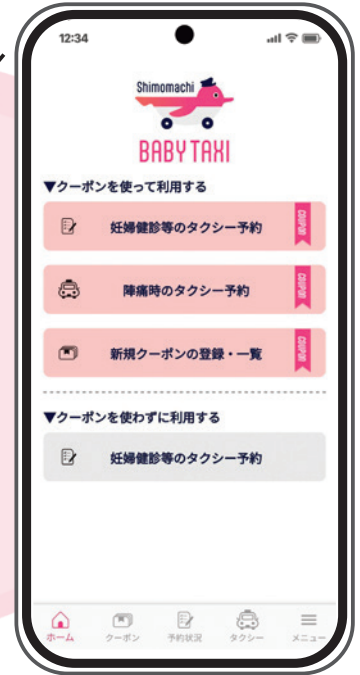 12:34
Shimomachi
BABY TAXI
▼クーポンを使って利用する
妊婦健診等のタクシー予約
COUPON
陣痛時のタクシー予約
COUPON
新規クーポンの登録・一覧
COUPON
▼クーポンを使わずに利用する
妊婦健診等のタクシー予約
ホーム
クーポン
予約状況
タクシー
メニュー